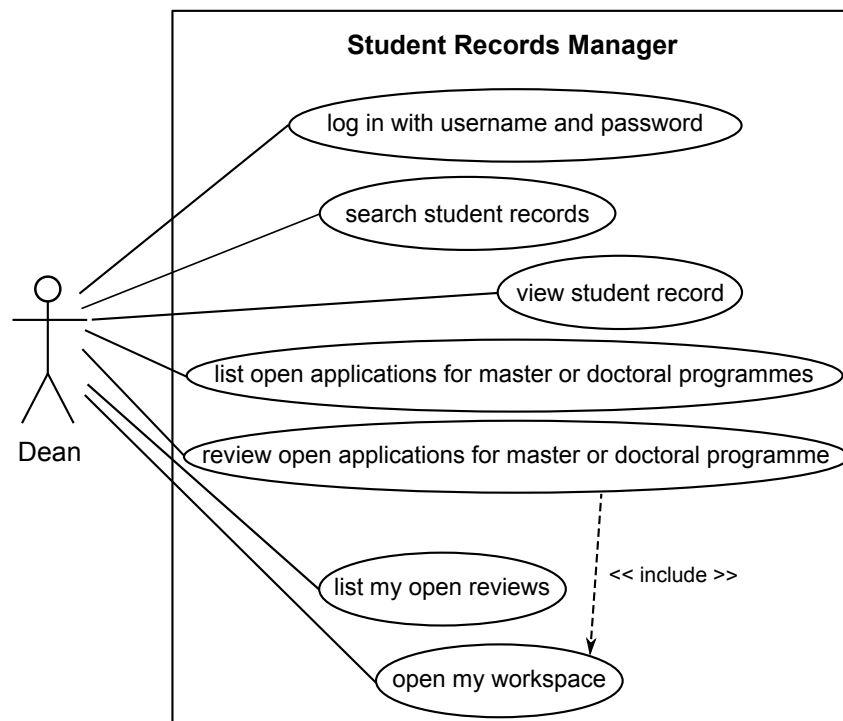 Student Records Manager
log in with username and password
search student records
view student record
list open applications for master or doctoral programmes
Dean
review open applications for master or doctoral programme
list my open reviews
<< include >>
open my workspace